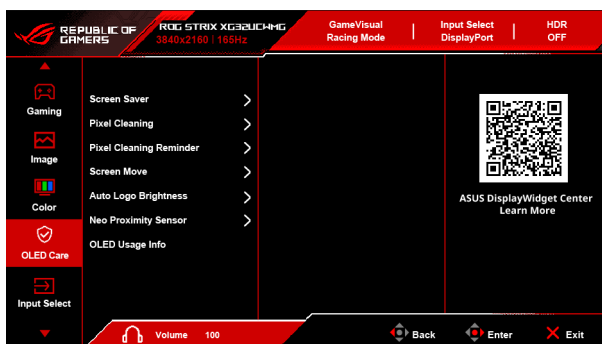 REPUBLIC OF
GAMERS
ROG STRIX XG32UCWMG
3840x2160 | 165Hz
GameVisual
Racing Mode
Input Select
DisplayPort
HDR
OFF
Gaming
Image
Color
OLED Care
Input Select
Screen Saver
Pixel Cleaning
Pixel Cleaning Reminder
Screen Move
Auto Logo Brightness
Neo Proximity Sensor
OLED Usage Info
ASUS DisplayWidget Center
Learn More
Volume 100
Back
Enter
Exit